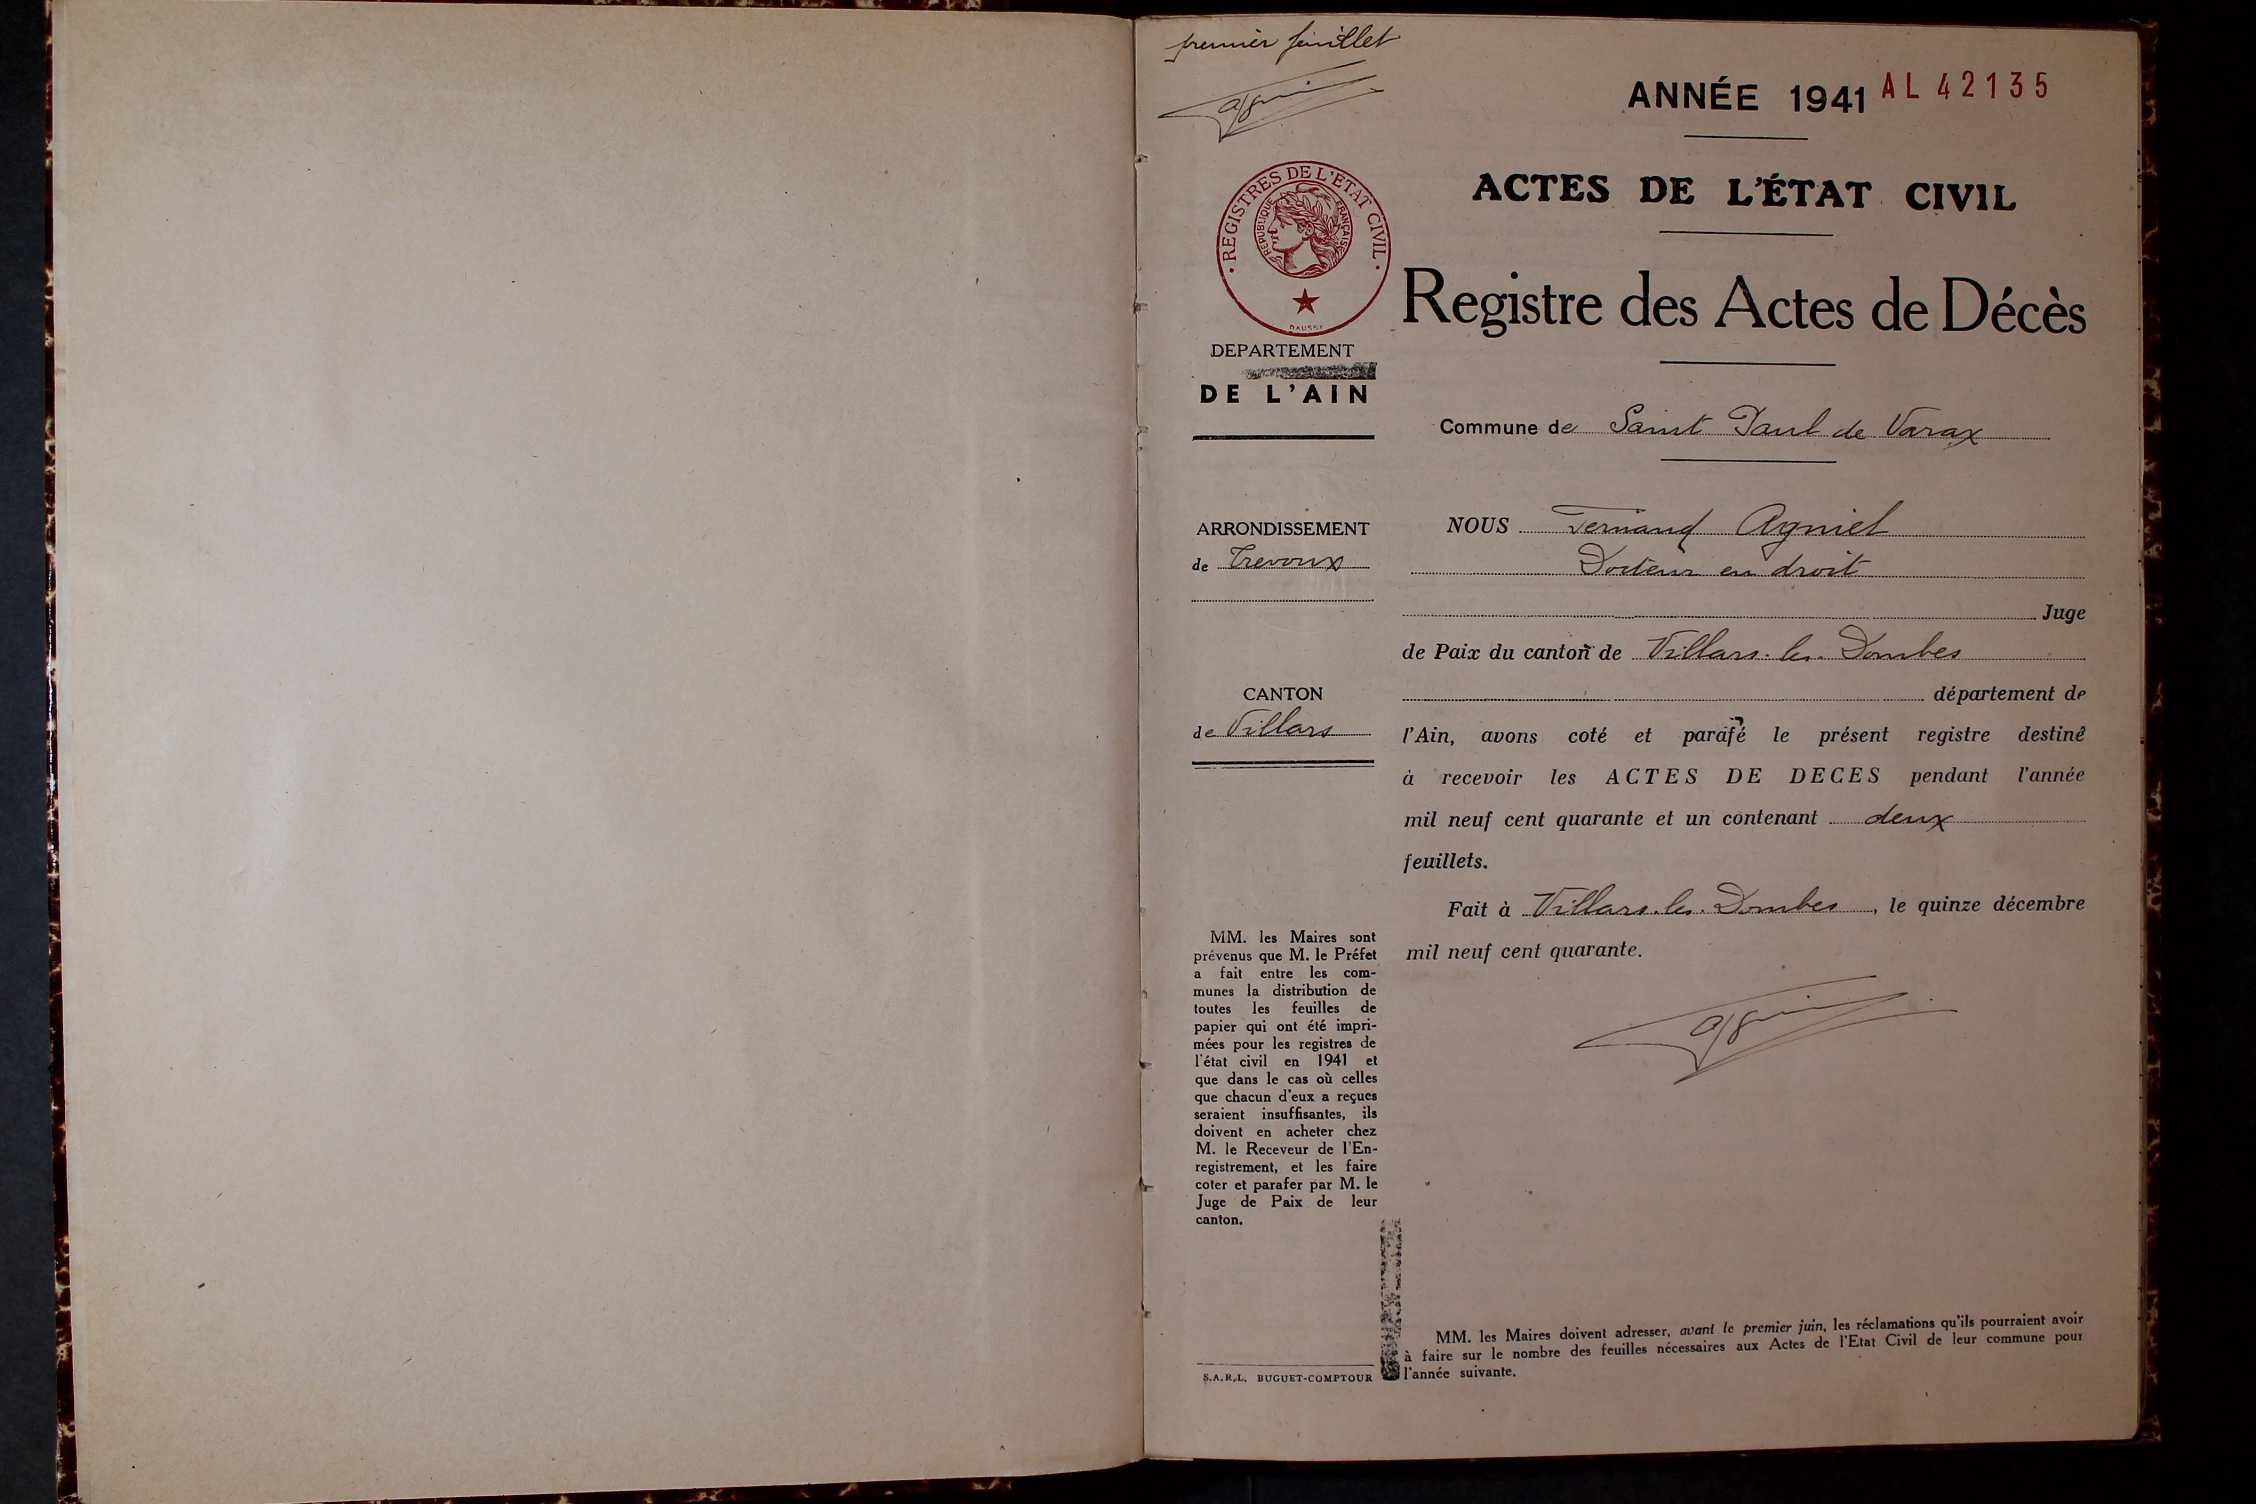 premier feuillet
ANNÉE 1941 AL 42135
ACTES DE L'ÉTAT CIVIL
· REGISTRES DE L'ETAT CIVIL ·
REPUBLIQUE FRANÇAISE
DAUSSY
Registre des Actes de Décès
DEPARTEMENT
DE L'AIN
Commune de Saint Paul de Varax
ARRONDISSEMENT
de Trevoux
CANTON
de Villars
NOUS Fernand Agniel
Docteur en droit
Juge
de Paix du canton de Villars-les-Dombes
département de
l'Ain, avons coté et parafé le présent registre destiné
à recevoir les ACTES DE DECES pendant l'année
mil neuf cent quarante et un contenant deux
feuillets.
Fait à Villars-les-Dombes, le quinze décembre
mil neuf cent quarante.
MM. les Maires sont
prévenus que M. le Préfet
a fait entre les com-
munes la distribution de
toutes les feuilles de
papier qui ont été impri-
mées pour les registres de
l'état civil en 1941 et
que dans le cas où celles
que chacun d'eux a reçues
seraient insuffisantes, ils
doivent en acheter chez
M. le Receveur de l'En-
registrement, et les faire
coter et parafer par M. le
Juge de Paix de leur
canton.
S.A.R.L. BUGUET-COMPTOUR
MM. les Maires doivent adresser, avant le premier juin, les réclamations qu'ils pourraient avoir
à faire sur le nombre des feuilles nécessaires aux Actes de l'Etat Civil de leur commune pour
l'année suivante.